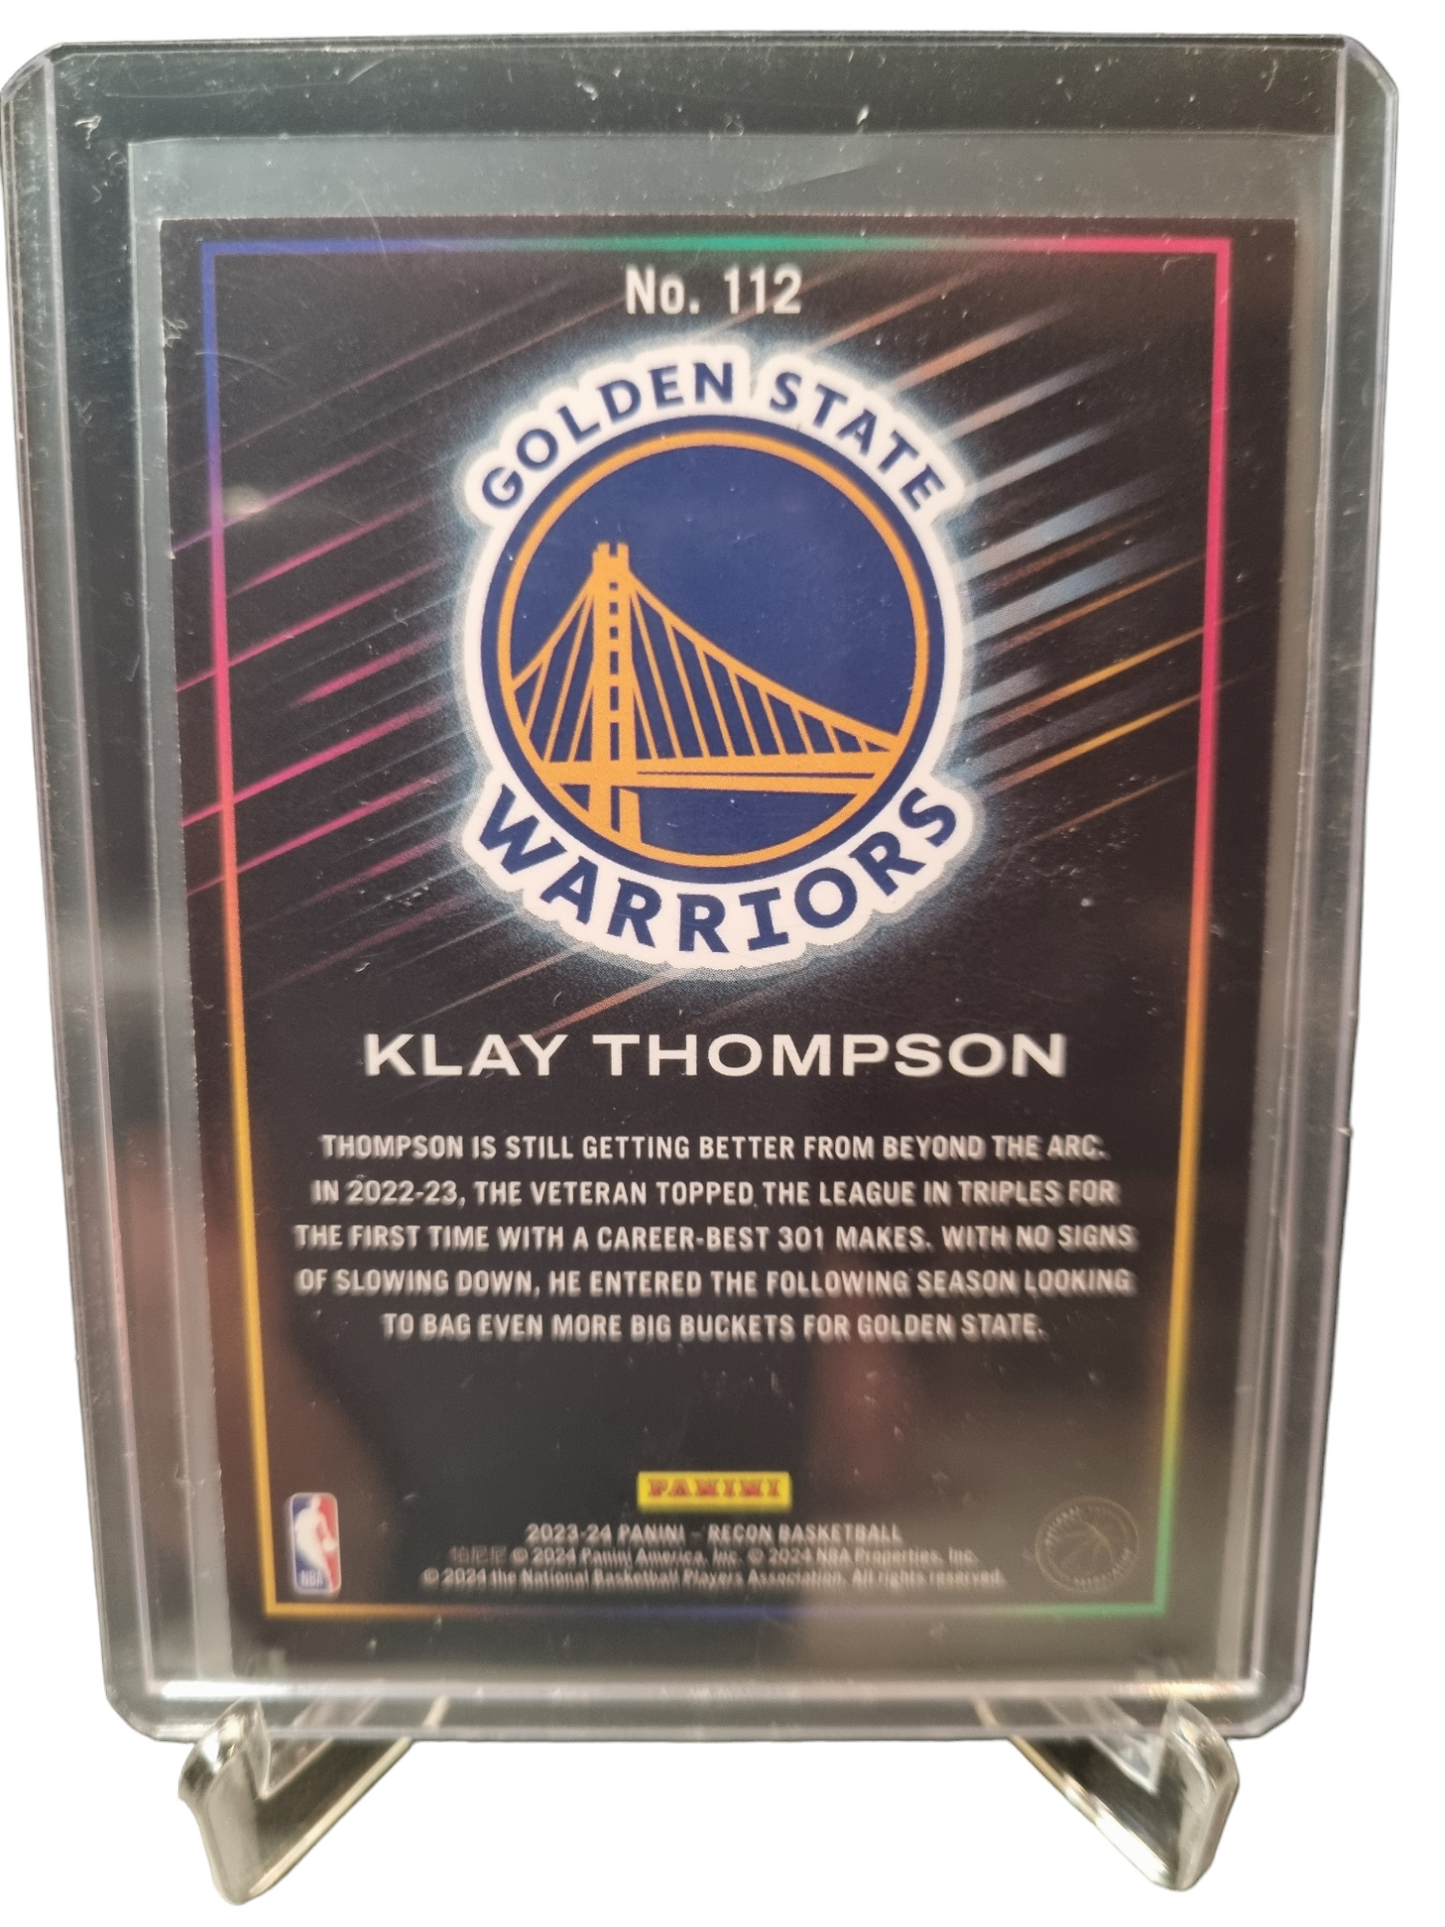 No. 112
GOLDEN STATE
WARRIORS
KLAY THOMPSON
THOMPSON IS STILL GETTING BETTER FROM BEYOND THE ARC.
IN 2022-23, THE VETERAN TOPPED THE LEAGUE IN TRIPLES FOR
THE FIRST TIME WITH A CAREER-BEST 301 MAKES. WITH NO SIGNS
OF SLOWING DOWN, HE ENTERED THE FOLLOWING SEASON LOOKING
TO BAG EVEN MORE BIG BUCKETS FOR GOLDEN STATE.
PANINI
2023-24 PANINI – RECON BASKETBALL
帕尼尼 © 2024 Panini America, Inc. © 2024 NBA Properties, Inc.
© 2024 the National Basketball Players Association. All rights reserved.
NBA